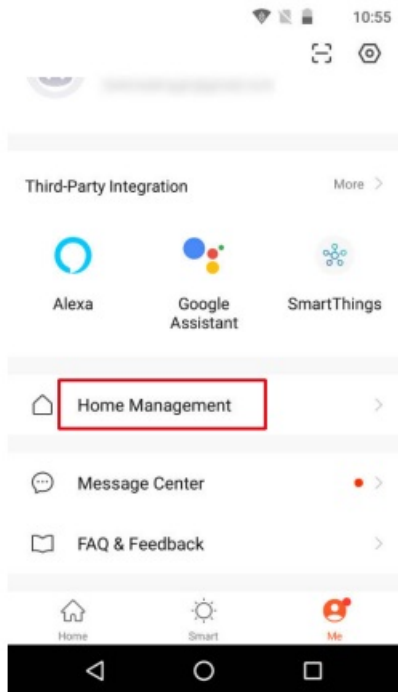 10:55
Third-Party Integration More
Alexa Google Assistant SmartThings
Home Management
Message Center
FAQ & Feedback
Home Smart Me